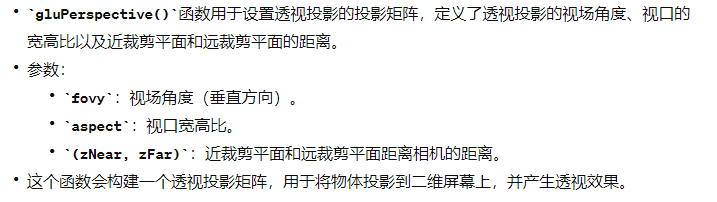 • `gluPerspective()`函数用于设置透视投影的投影矩阵，定义了透视投影的视场角度、视口的
宽高比以及近裁剪平面和远裁剪平面的距离。
• 参数：
• `fovy`：视场角度（垂直方向）。
• `aspect`：视口宽高比。
• `(zNear, zFar)`：近裁剪平面和远裁剪平面距离相机的距离。
• 这个函数会构建一个透视投影矩阵，用于将物体投影到二维屏幕上，并产生透视效果。